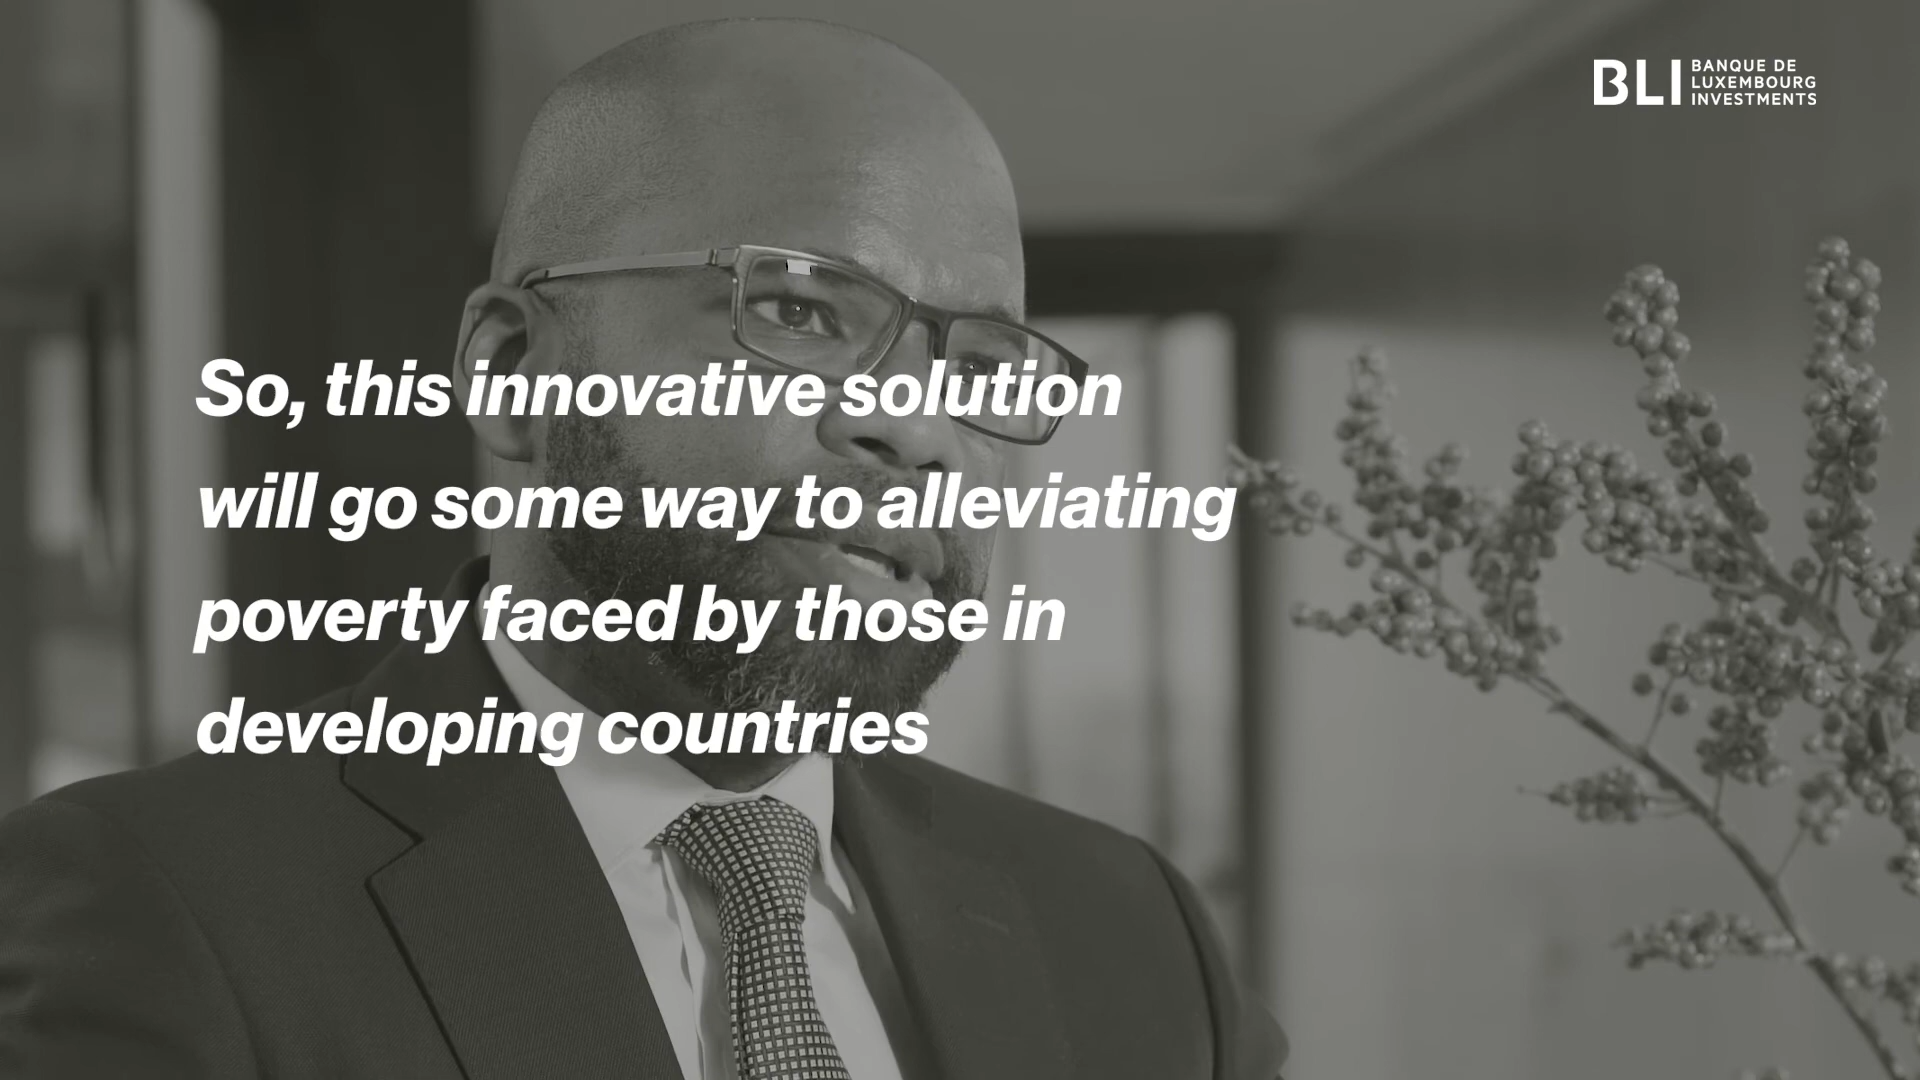 BLI BANQUE DE
LUXEMBOURG
INVESTMENTS
So, this innovative solution
will go some way to alleviating
poverty faced by those in
developing countries